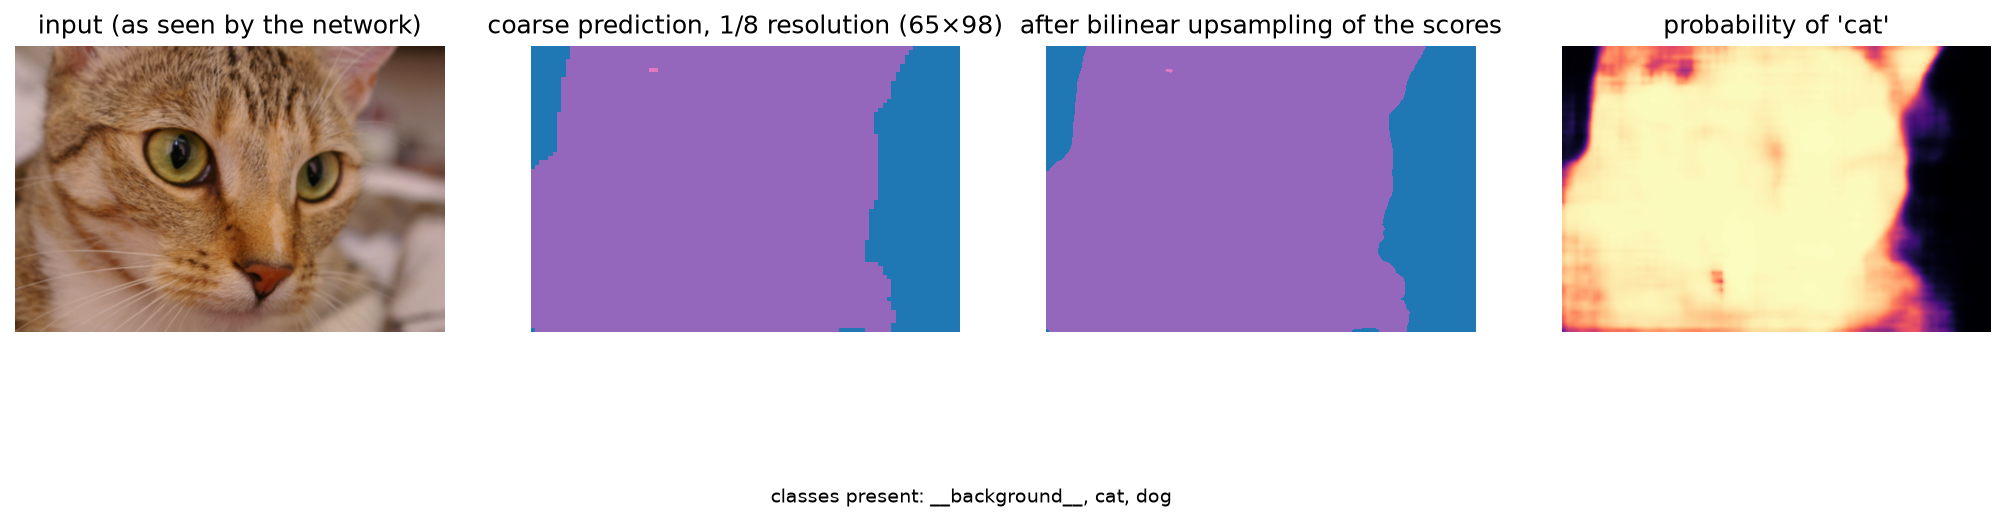 input (as seen by the network)
coarse prediction, 1/8 resolution (65×98)
after bilinear upsampling of the scores
probability of 'cat'
classes present: __background__, cat, dog